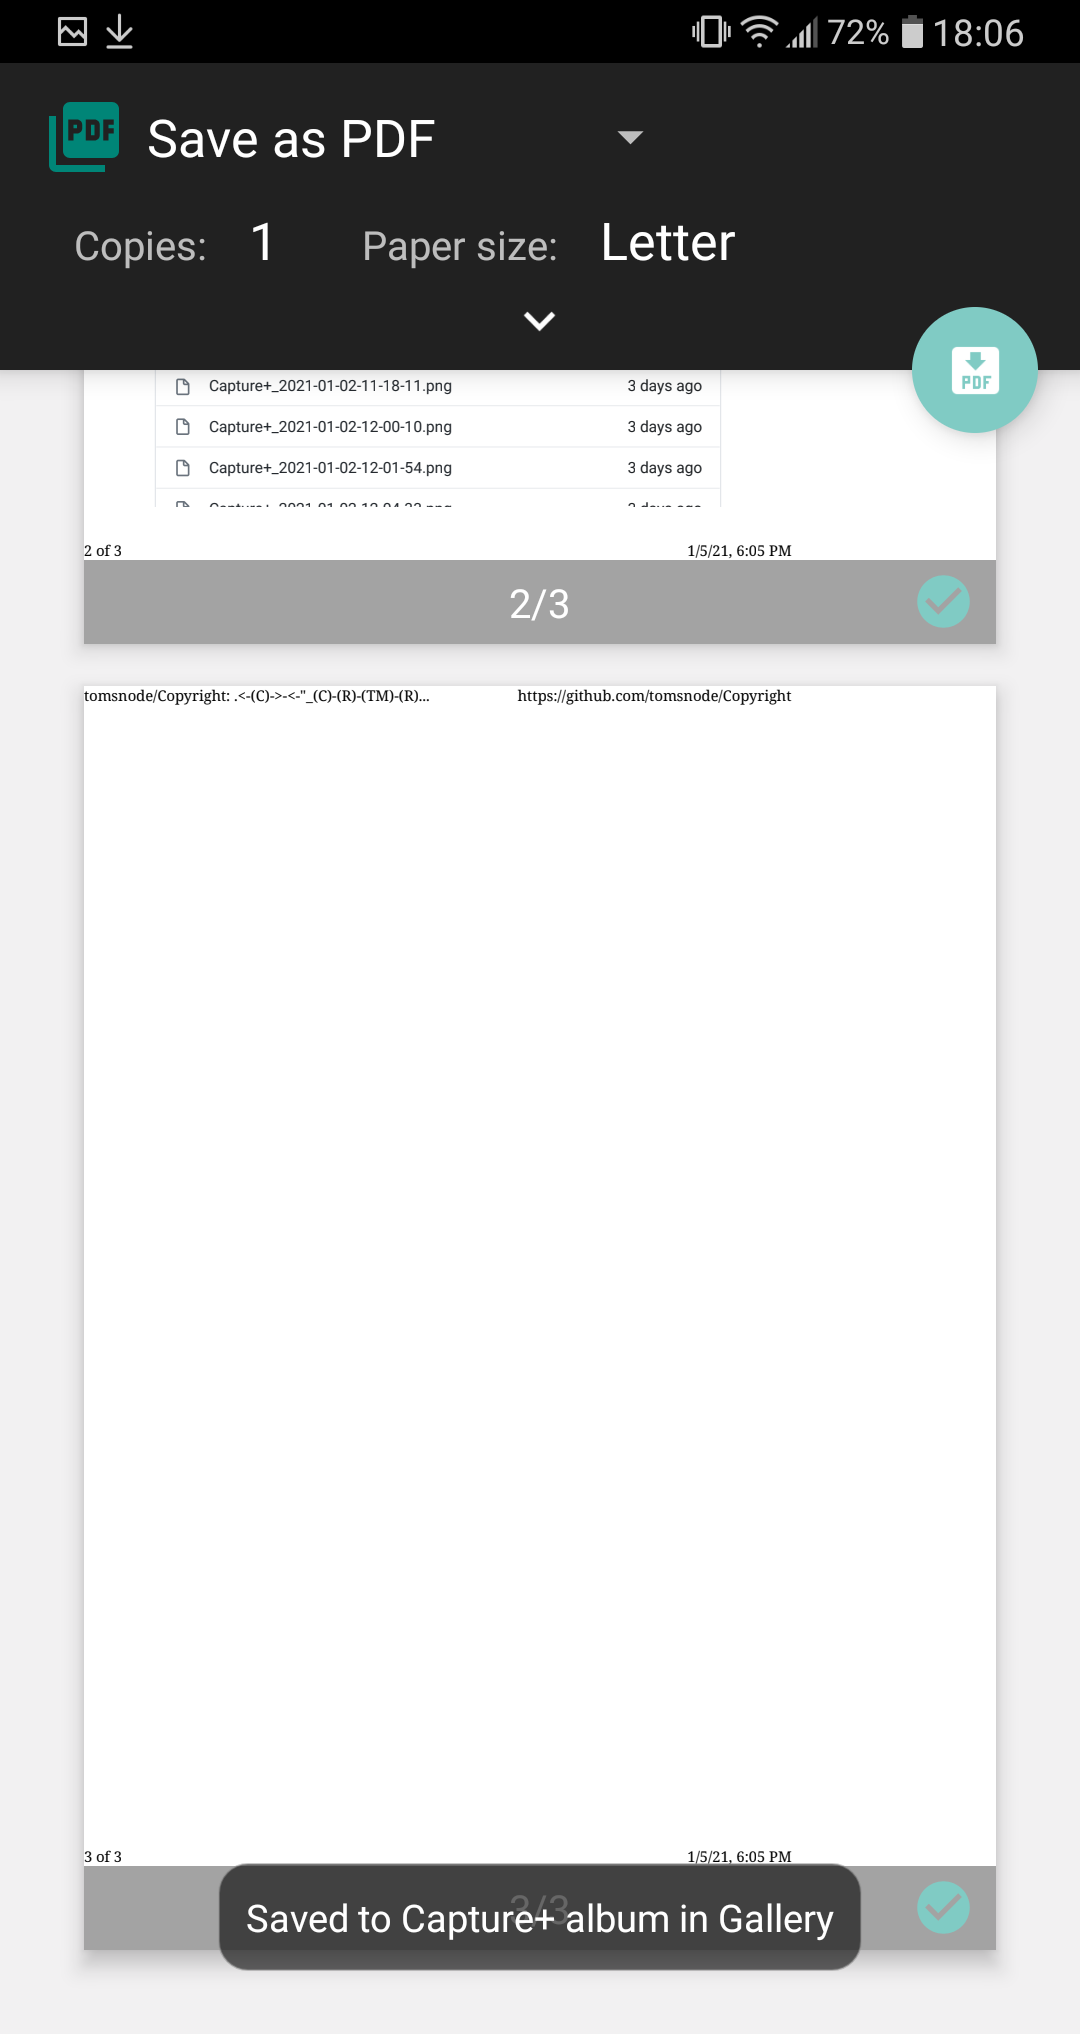 72% 18:06
PDF Save as PDF
Copies: 1 Paper size: Letter
PDF
Capture+_2021-01-02-11-18-11.png 3 days ago
Capture+_2021-01-02-12-00-10.png 3 days ago
Capture+_2021-01-02-12-01-54.png 3 days ago
2 of 3 1/5/21, 6:05 PM
2/3
tomsnode/Copyright: .<-(C)->-<-"_(C)-(R)-(TM)-(R)... https://github.com/tomsnode/Copyright
3 of 3 1/5/21, 6:05 PM
3/3
Saved to Capture+ album in Gallery